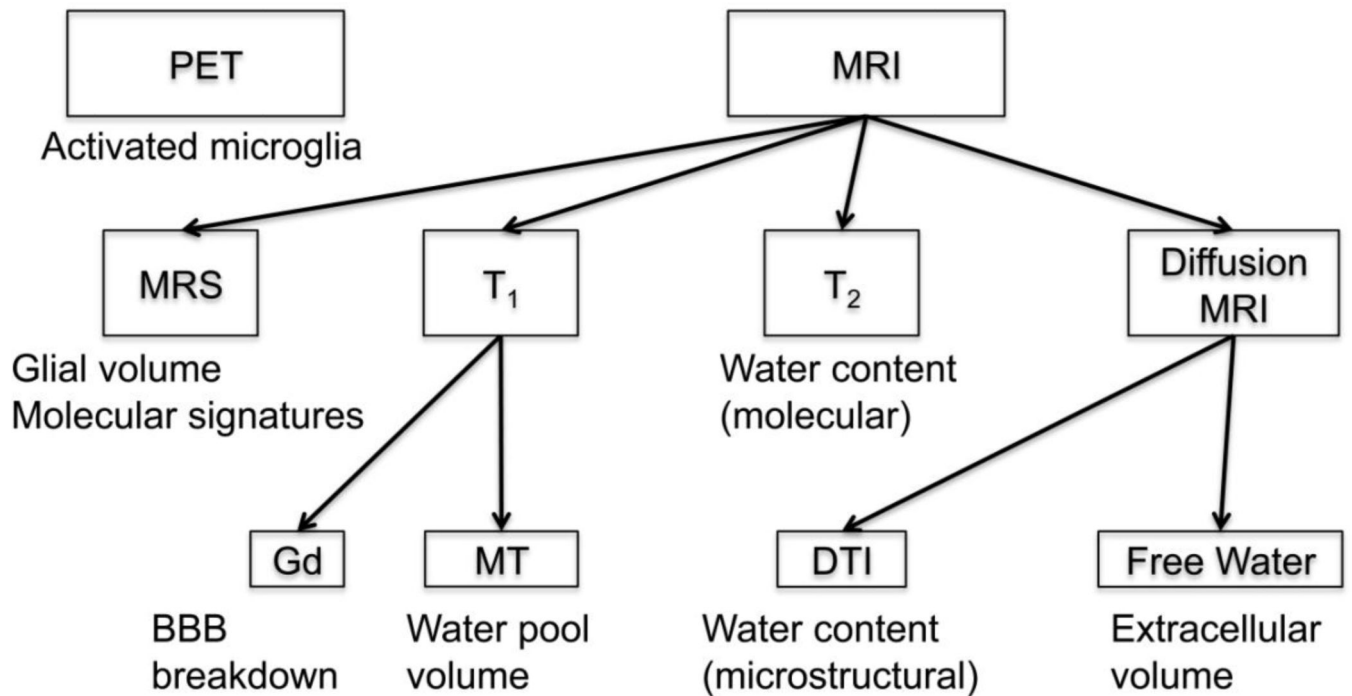 PET
MRI
Activated microglia
MRS
T₁
T₂
Diffusion
MRI
Glial volume
Molecular signatures
Water content
(molecular)
Gd
MT
DTI
Free Water
BBB
breakdown
Water pool
volume
Water content
(microstructural)
Extracellular
volume